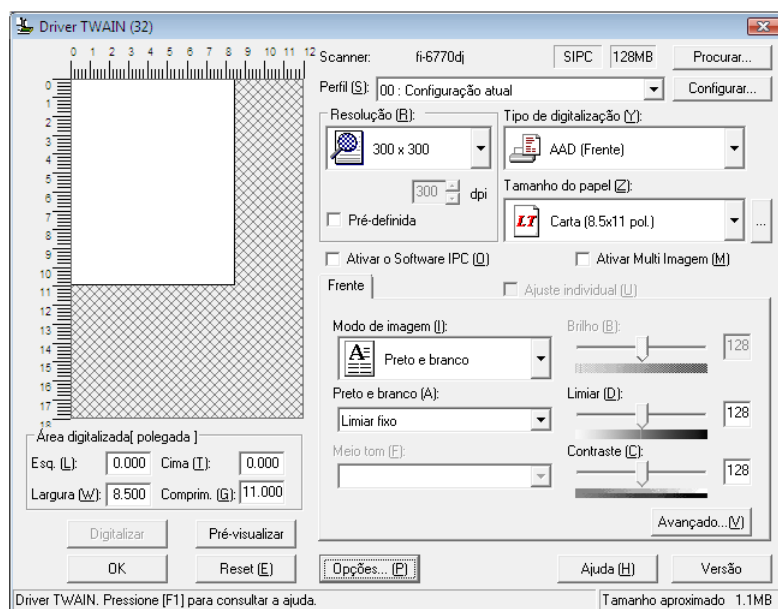 Driver TWAIN (32)
0 1 2 3 4 5 6 7 8 9 10 11 12
0
1
2
3
4
5
6
7
8
9
10
11
12
13
14
15
16
17
18
Scanner: fi-6770dj SIPC 128MB Procurar...
Perfil (S): 00 : Configuração atual Configurar...
Resolução (R): Tipo de digitalização (Y):
300 x 300 AAD (Frente)
300 dpi Tamanho do papel (Z):
Pré-definida LT Carta (8.5x11 pol.) ...
Ativar o Software IPC (O) Ativar Multi Imagem (M)
Frente Ajuste individual (U)
Modo de imagem (I): Brilho (B):
A Preto e branco 128
Preto e branco (A): Limiar (D):
Limiar fixo 128
Meio tom (F): Contraste (C):
128
Avançado...(V)
Área digitalizada[ polegada ]
Esq. (L): 0.000 Cima (T): 0.000
Largura (W): 8.500 Comprim. (G): 11.000
Digitalizar Pré-visualizar
OK Reset (E) Opções... (P) Ajuda (H) Versão
Driver TWAIN. Pressione [F1] para consultar a ajuda. Tamanho aproximado 1.1MB